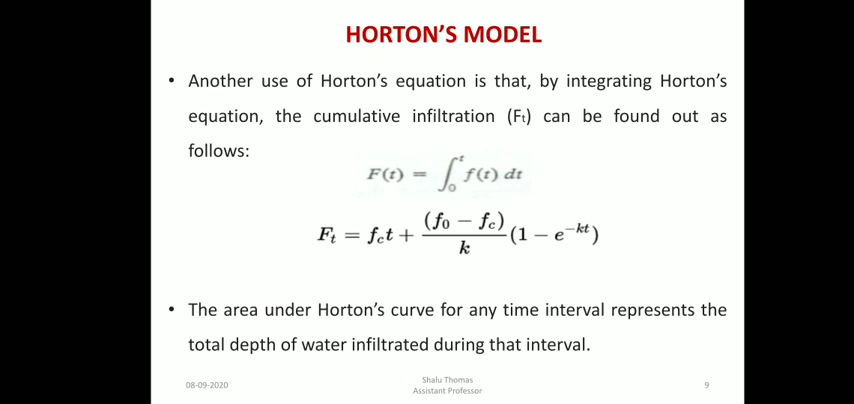 HORTON’S MODEL
• Another use of Horton’s equation is that, by integrating Horton’s
equation, the cumulative infiltration (Fₜ) can be found out as
follows:
F(t) = ∫₀ᵗ f(t) dt
Fₜ = f_c t + (f₀ − f_c)/k (1 − e^{−kt})
• The area under Horton’s curve for any time interval represents the
total depth of water infiltrated during that interval.
08-09-2020
Shalu Thomas
Assistant Professor
9